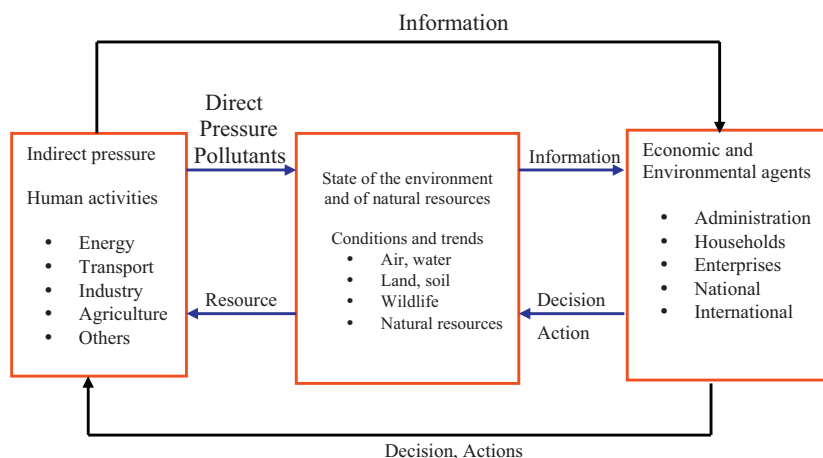 Information
Direct
Pressure
Pollutants
Indirect pressure
Human activities
• Energy
• Transport
• Industry
• Agriculture
• Others
Resource
State of the environment
and of natural resources
Conditions and trends
• Air, water
• Land, soil
• Wildlife
• Natural resources
Information
Decision
Action
Economic and
Environmental agents
• Administration
• Households
• Enterprises
• National
• International
Decision, Actions